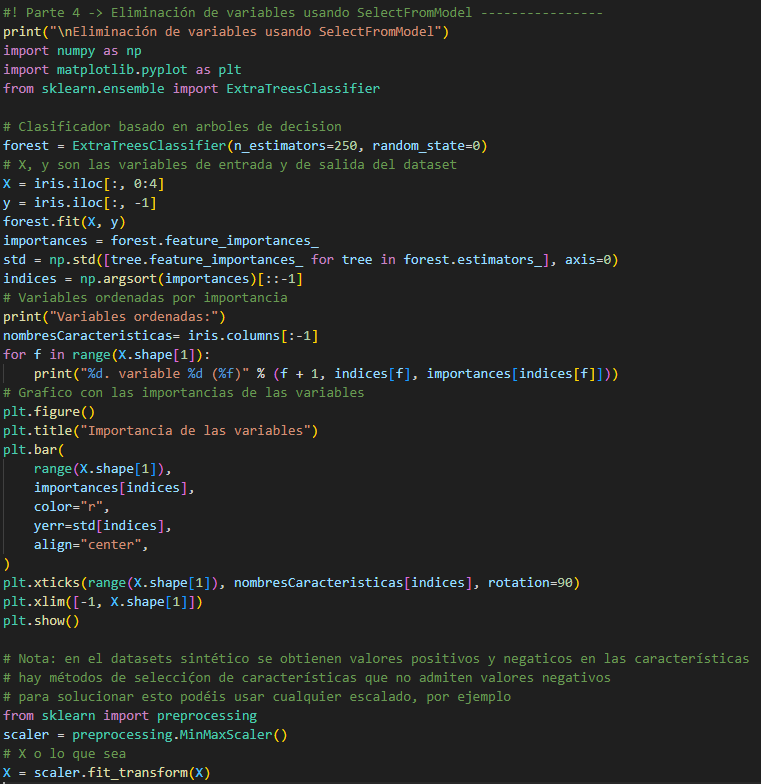 #! Parte 4 -> Eliminación de variables usando SelectFromModel ----------------
print("\nEliminación de variables usando SelectFromModel")
import numpy as np
import matplotlib.pyplot as plt
from sklearn.ensemble import ExtraTreesClassifier
# Clasificador basado en arboles de decision
forest = ExtraTreesClassifier(n_estimators=250, random_state=0)
# X, y son las variables de entrada y de salida del dataset
X = iris.iloc[:, 0:4]
y = iris.iloc[:, -1]
forest.fit(X, y)
importances = forest.feature_importances_
std = np.std([tree.feature_importances_ for tree in forest.estimators_], axis=0)
indices = np.argsort(importances)[::-1]
# Variables ordenadas por importancia
print("Variables ordenadas:")
nombresCaracteristicas= iris.columns[:-1]
for f in range(X.shape[1]):
    print("%d. variable %d (%f)" % (f + 1, indices[f], importances[indices[f]]))
# Grafico con las importancias de las variables
plt.figure()
plt.title("Importancia de las variables")
plt.bar(
    range(X.shape[1]),
    importances[indices],
    color="r",
    yerr=std[indices],
    align="center",
)
plt.xticks(range(X.shape[1]), nombresCaracteristicas[indices], rotation=90)
plt.xlim([-1, X.shape[1]])
plt.show()
# Nota: en el datasets sintético se obtienen valores positivos y negaticos en las características
# hay métodos de selecciʹon de características que no admiten valores negativos
# para solucionar esto podéis usar cualquier escalado, por ejemplo
from sklearn import preprocessing
scaler = preprocessing.MinMaxScaler()
# X o lo que sea
X = scaler.fit_transform(X)